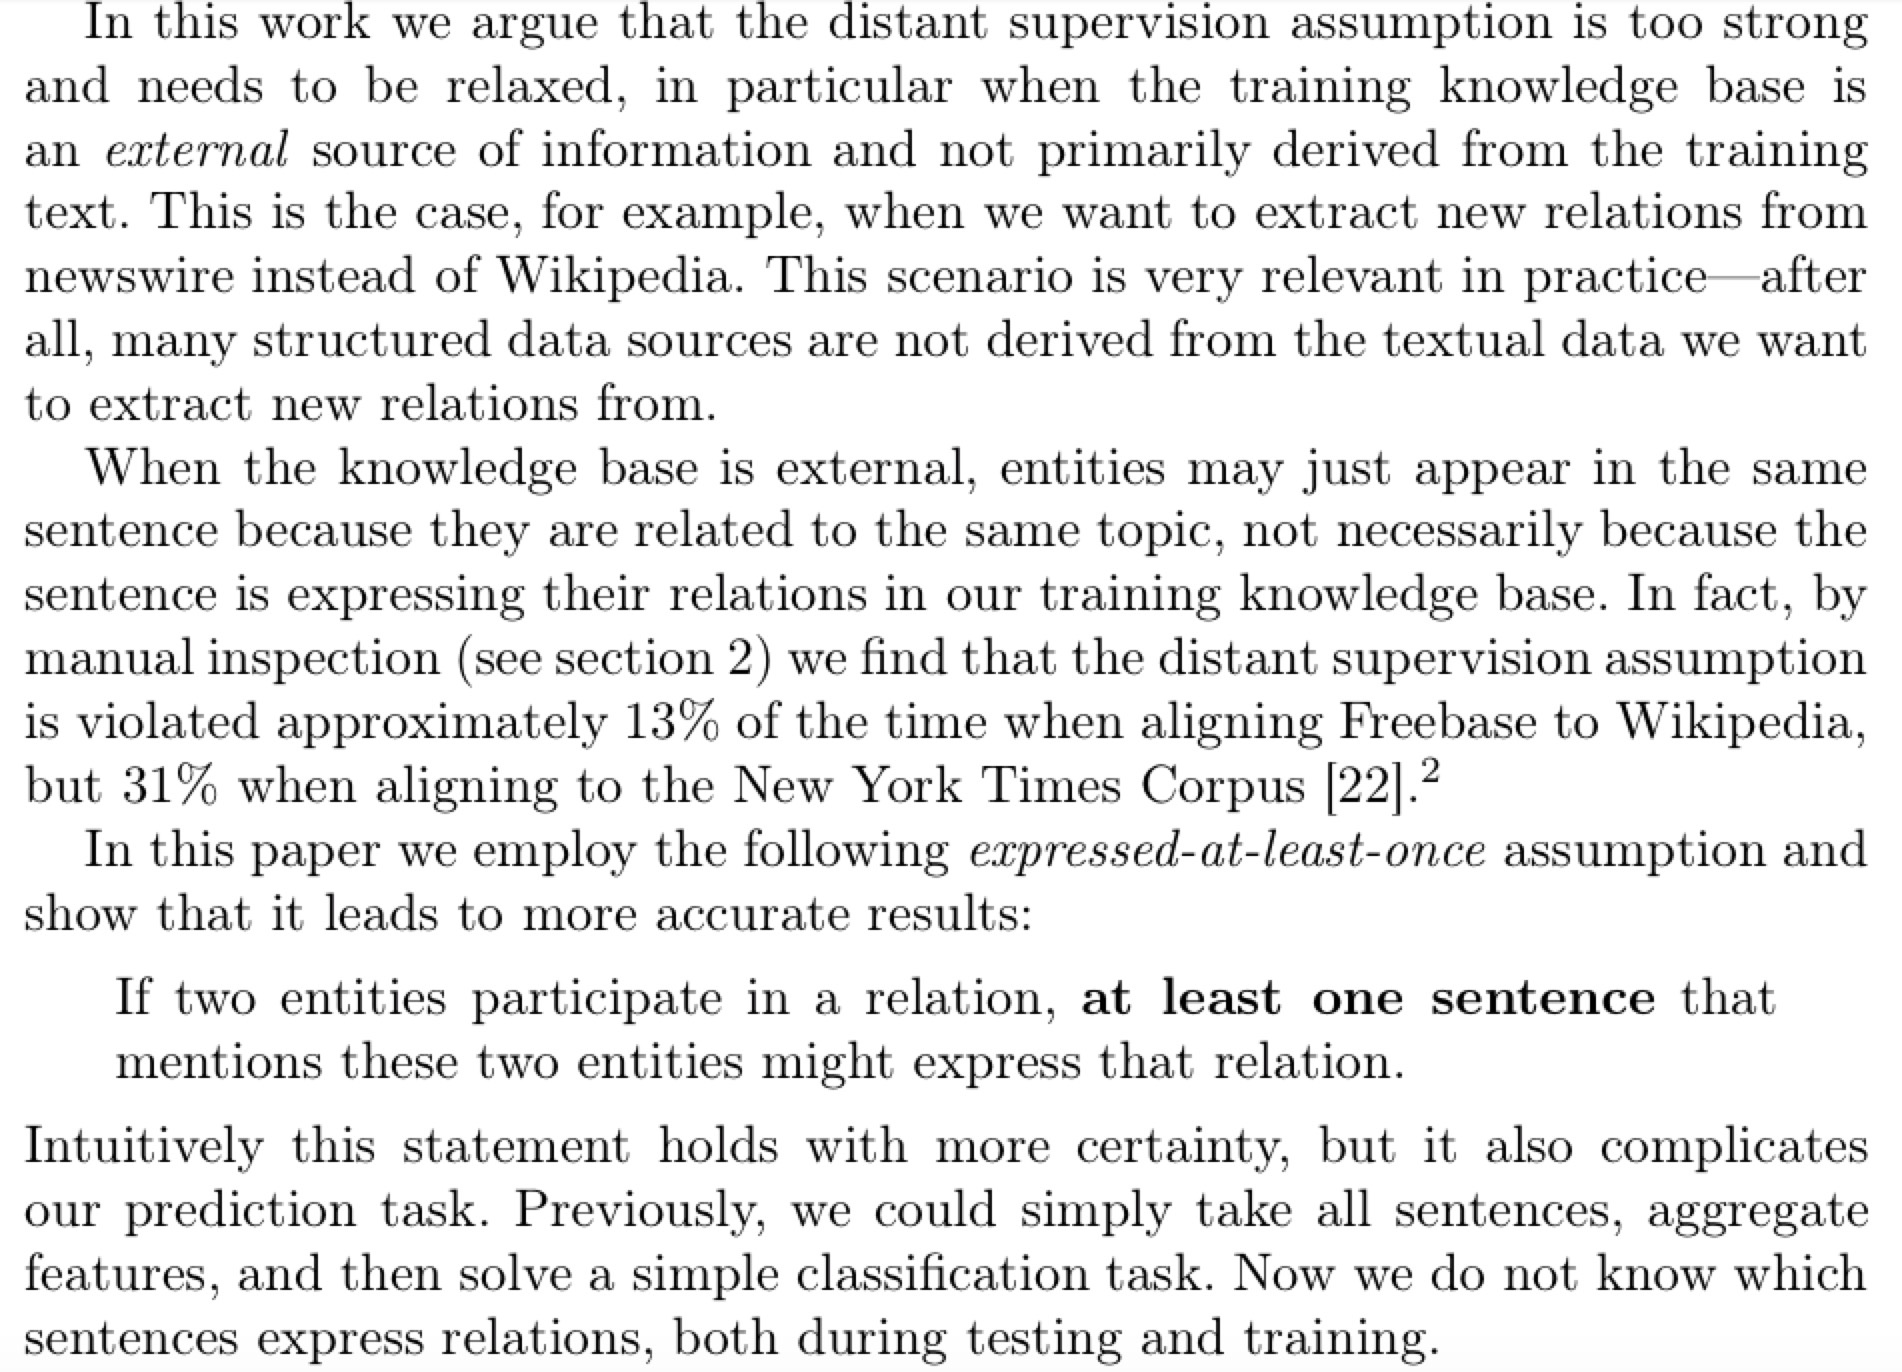 In this work we argue that the distant supervision assumption is too strong
and needs to be relaxed, in particular when the training knowledge base is
an external source of information and not primarily derived from the training
text. This is the case, for example, when we want to extract new relations from
newswire instead of Wikipedia. This scenario is very relevant in practice—after
all, many structured data sources are not derived from the textual data we want
to extract new relations from.
When the knowledge base is external, entities may just appear in the same
sentence because they are related to the same topic, not necessarily because the
sentence is expressing their relations in our training knowledge base. In fact, by
manual inspection (see section 2) we find that the distant supervision assumption
is violated approximately 13% of the time when aligning Freebase to Wikipedia,
but 31% when aligning to the New York Times Corpus [22].²
In this paper we employ the following expressed-at-least-once assumption and
show that it leads to more accurate results:
If two entities participate in a relation, at least one sentence that
mentions these two entities might express that relation.
Intuitively this statement holds with more certainty, but it also complicates
our prediction task. Previously, we could simply take all sentences, aggregate
features, and then solve a simple classification task. Now we do not know which
sentences express relations, both during testing and training.